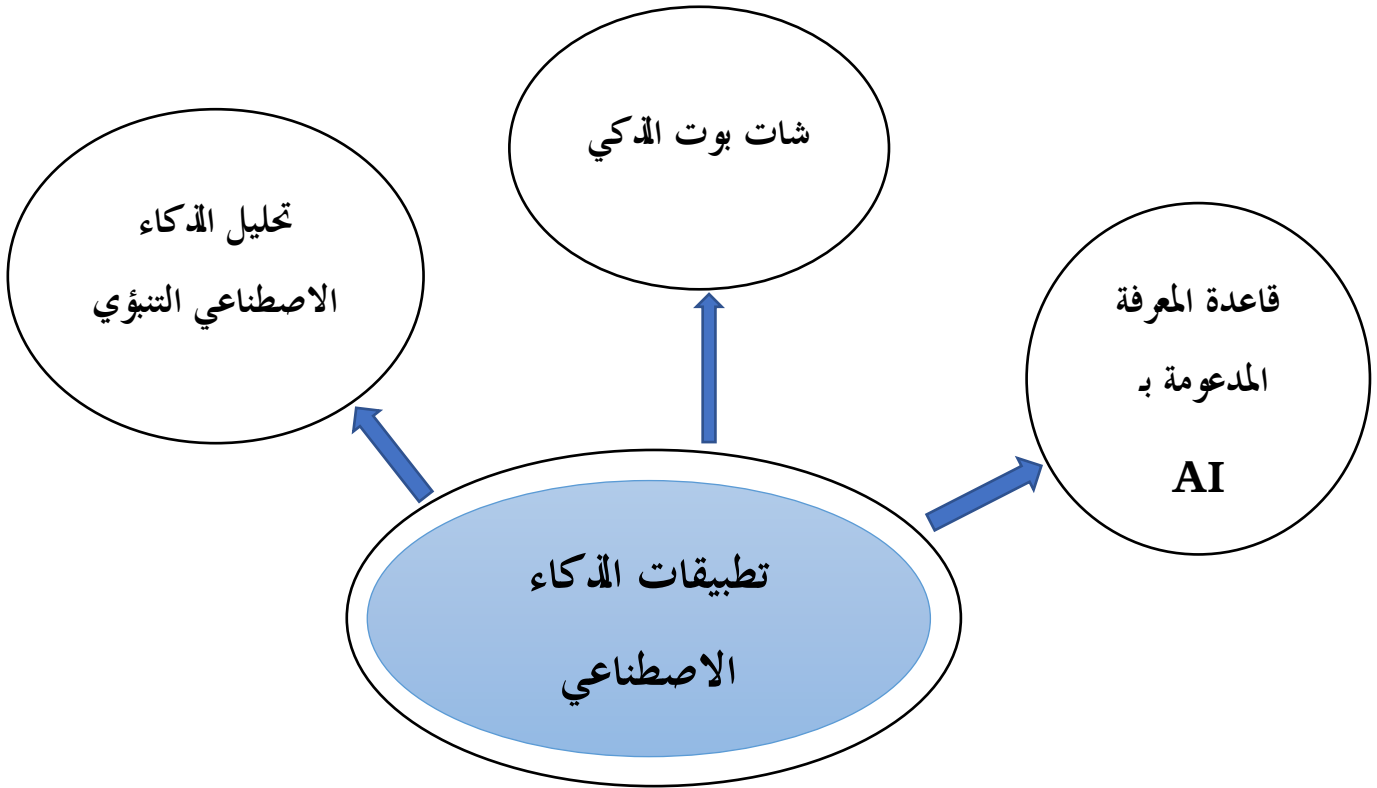 شات بوت الذكي
تحليل الذكاء
الاصطناعي التنبؤي
قاعدة المعرفة
المدعومة بـ
AI
تطبيقات الذكاء
الاصطناعي